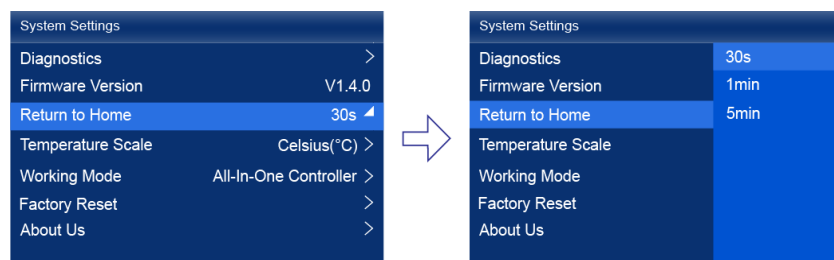 System Settings
Diagnostics >
Firmware Version V1.4.0
Return to Home 30s
Temperature Scale Celsius(°C) >
Working Mode All-In-One Controller >
Factory Reset >
About Us >
System Settings
Diagnostics
Firmware Version
Return to Home
Temperature Scale
Working Mode
Factory Reset
About Us
30s
1min
5min